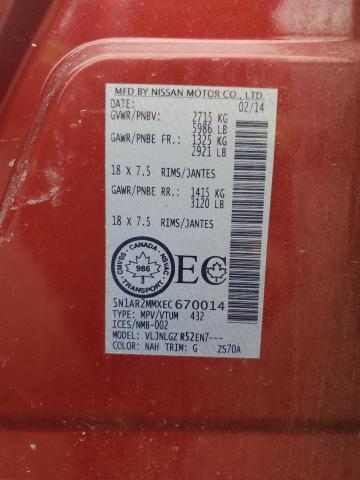 MFD BY NISSAN MOTOR CO., LTD.
DATE: 02/14
GVWR/PNBV: 2715 KG
5986 LB
GAWR/PNBE FR.: 1325 KG
2921 LB
18 X 7.5 RIMS/JANTES
GAWR/PNBE RR.: 1415 KG
3120 LB
18 X 7.5 RIMS/JANTES
CANADA
CMVSS 986 NSVAC
TRANSPORT
EC
5N1AR2MMXEC670014
TYPE: MPV/VTUM 432
ICES/NMB-002
MODEL: VLJNLGZ R52EN7---
COLOR: NAH TRIM: G ZS70A